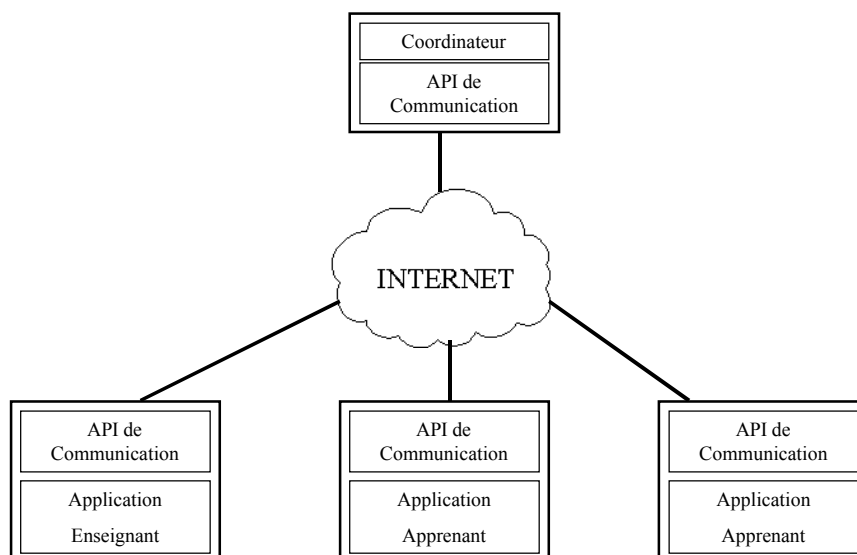 Coordinateur
API de
Communication
INTERNET
API de
Communication
Application
Enseignant
API de
Communication
Application
Apprenant
API de
Communication
Application
Apprenant